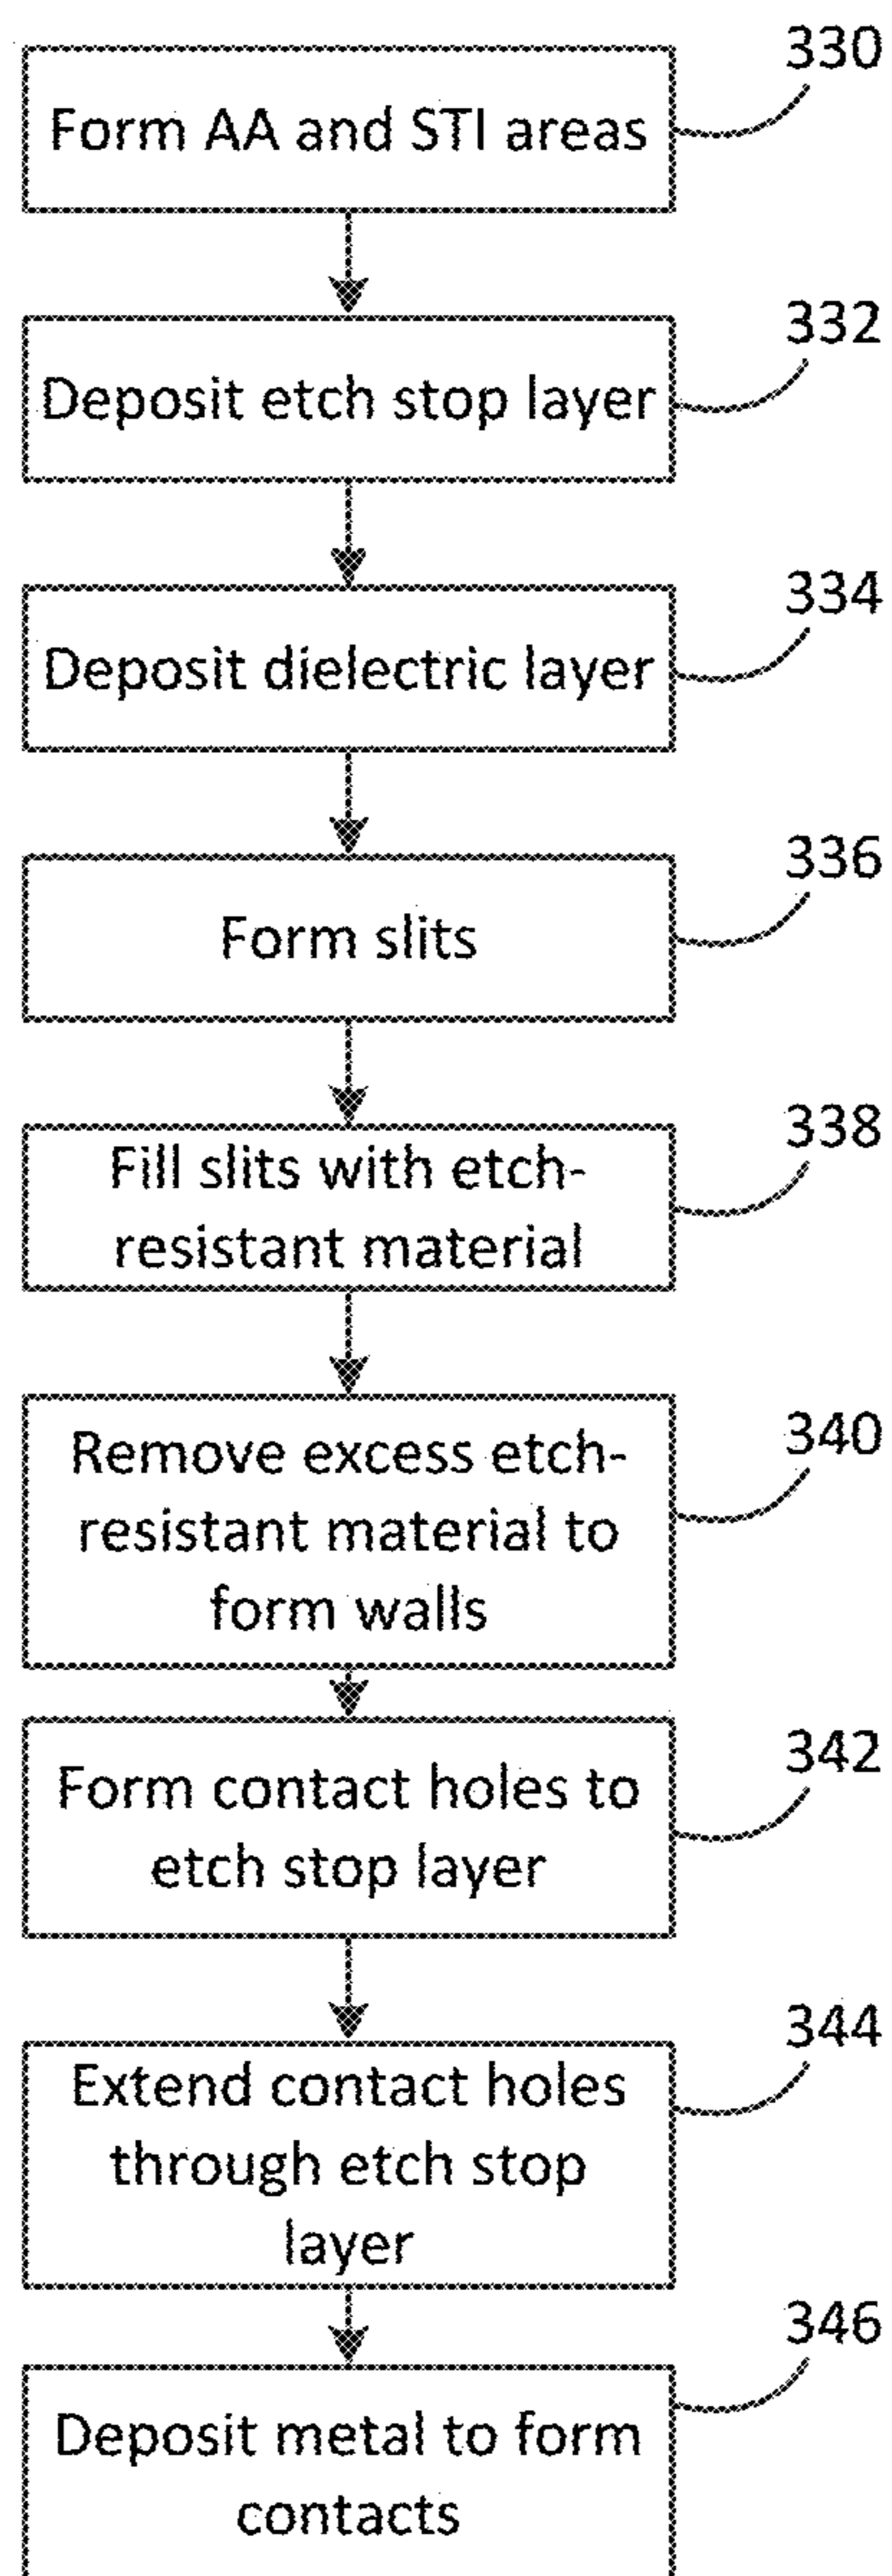 330
Form AA and STI areas
332
Deposit etch stop layer
334
Deposit dielectric layer
336
Form slits
338
Fill slits with etch-
resistant material
340
Remove excess etch-
resistant material to
form walls
342
Form contact holes to
etch stop layer
344
Extend contact holes
through etch stop
layer
346
Deposit metal to form
contacts